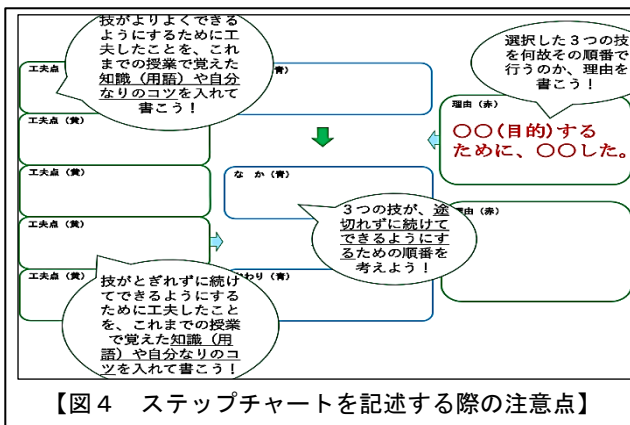 技がよりよくできる
ようにするために工
夫したことを、これ
までの授業で覚えた
知識（用語）や自分
なりのコツを入れて
書こう！
工夫点（黄）
工夫点（黄）
工夫点（黄）
工夫点（黄）
工夫点（黄）
技がとぎれずに続け
てできるようにする
ために工夫したこと
を、これまでの授業
で覚えた知識（用
語）や自分なりのコ
ツを入れて書こう！
（青）
なか（青）
わり（青）
3つの技が、途
切れずに続けて
できるようにす
るための順番を
考えよう！
選択した３つの技
を何故その順番で
行うのか、理由を
書こう！
理由（赤）
〇〇(目的)する
ために、〇〇した。
由（赤）
【図４　ステップチャートを記述する際の注意点】